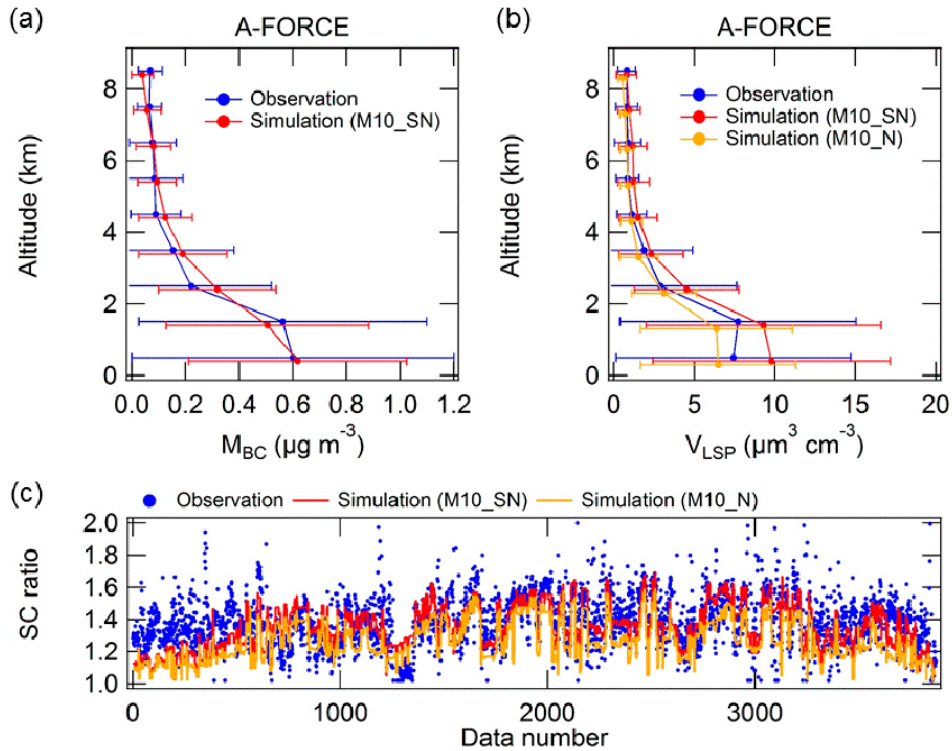 (a)
A-FORCE
Observation
Simulation (M10_SN)
8
6
4
2
0
Altitude (km)
0.0 0.2 0.4 0.6 0.8 1.0 1.2
M_BC (µg m⁻³)
(b)
A-FORCE
Observation
Simulation (M10_SN)
Simulation (M10_N)
8
6
4
2
0
Altitude (km)
0 5 10 15 20
V_LSP (µm³ cm⁻³)
(c)
Observation Simulation (M10_SN) Simulation (M10_N)
2.0
1.8
1.6
1.4
1.2
1.0
SC ratio
0 1000 2000 3000
Data number